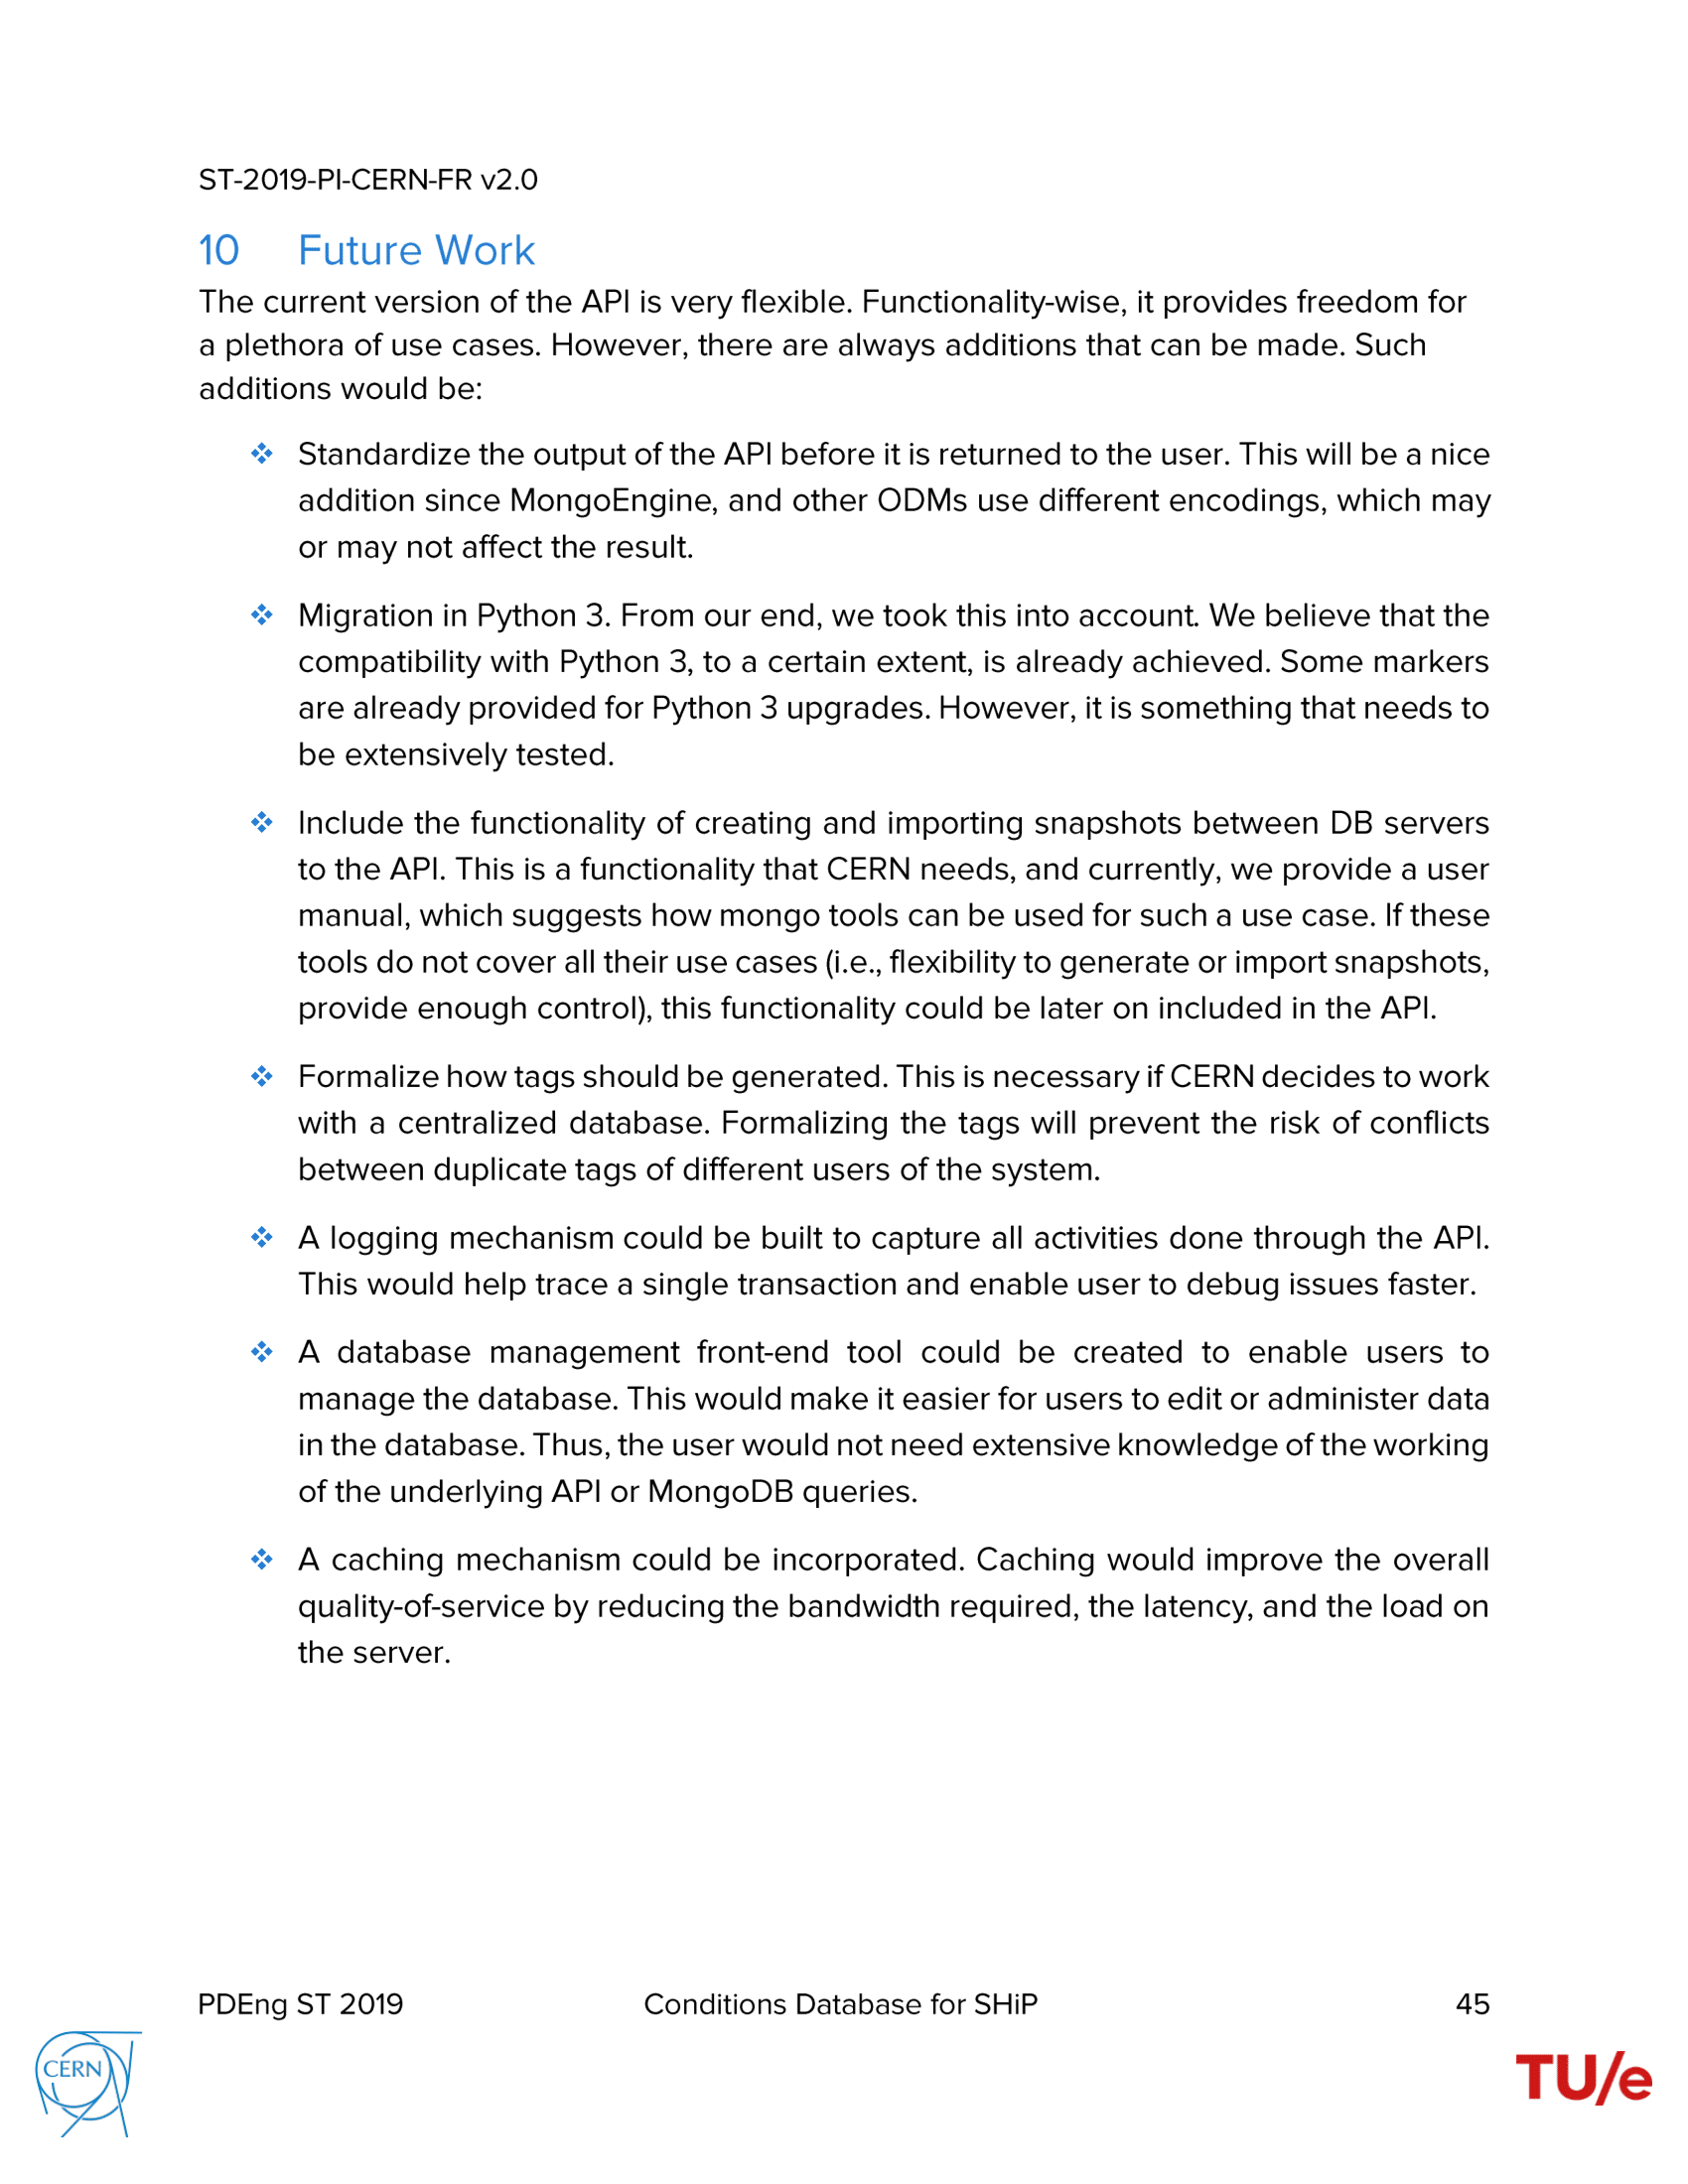 ST-2019-PI-CERN-FR v2.0
10 Future Work
The current version of the API is very flexible. Functionality-wise, it provides freedom for
a plethora of use cases. However, there are always additions that can be made. Such
additions would be:
❖ Standardize the output of the API before it is returned to the user. This will be a nice
addition since MongoEngine, and other ODMs use different encodings, which may
or may not affect the result.
❖ Migration in Python 3. From our end, we took this into account. We believe that the
compatibility with Python 3, to a certain extent, is already achieved. Some markers
are already provided for Python 3 upgrades. However, it is something that needs to
be extensively tested.
❖ Include the functionality of creating and importing snapshots between DB servers
to the API. This is a functionality that CERN needs, and currently, we provide a user
manual, which suggests how mongo tools can be used for such a use case. If these
tools do not cover all their use cases (i.e., flexibility to generate or import snapshots,
provide enough control), this functionality could be later on included in the API.
❖ Formalize how tags should be generated. This is necessary if CERN decides to work
with a centralized database. Formalizing the tags will prevent the risk of conflicts
between duplicate tags of different users of the system.
❖ A logging mechanism could be built to capture all activities done through the API.
This would help trace a single transaction and enable user to debug issues faster.
❖ A database management front-end tool could be created to enable users to
manage the database. This would make it easier for users to edit or administer data
in the database. Thus, the user would not need extensive knowledge of the working
of the underlying API or MongoDB queries.
❖ A caching mechanism could be incorporated. Caching would improve the overall
quality-of-service by reducing the bandwidth required, the latency, and the load on
the server.
PDEng ST 2019 Conditions Database for SHiP 45
CERN
TU/e